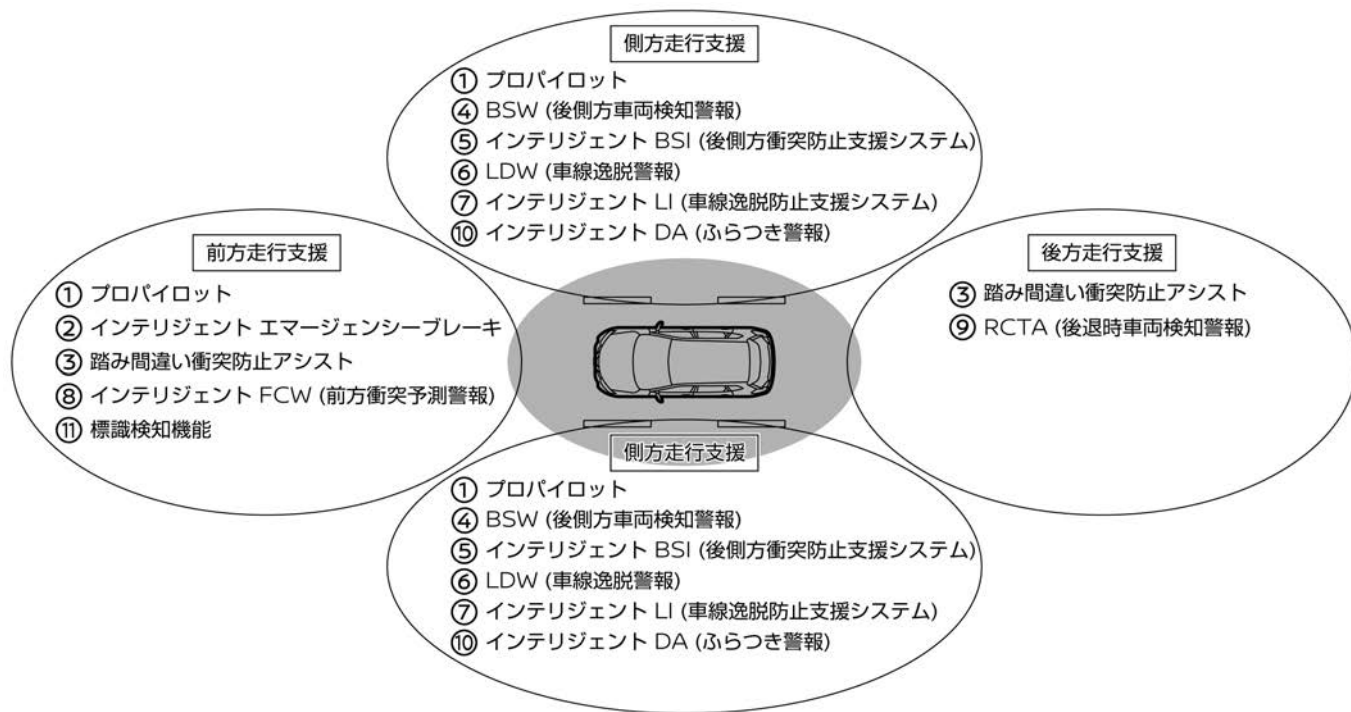 側方走行支援
① プロパイロット
④ BSW (後側方車両検知警報)
⑤ インテリジェント BSI (後側方衝突防止支援システム)
⑥ LDW (車線逸脱警報)
⑦ インテリジェント LI (車線逸脱防止支援システム)
⑩ インテリジェント DA (ふらつき警報)
前方走行支援
① プロパイロット
② インテリジェント エマージェンシーブレーキ
③ 踏み間違い衝突防止アシスト
⑧ インテリジェント FCW (前方衝突予測警報)
⑪ 標識検知機能
後方走行支援
③ 踏み間違い衝突防止アシスト
⑨ RCTA (後退時車両検知警報)
側方走行支援
① プロパイロット
④ BSW (後側方車両検知警報)
⑤ インテリジェント BSI (後側方衝突防止支援システム)
⑥ LDW (車線逸脱警報)
⑦ インテリジェント LI (車線逸脱防止支援システム)
⑩ インテリジェント DA (ふらつき警報)